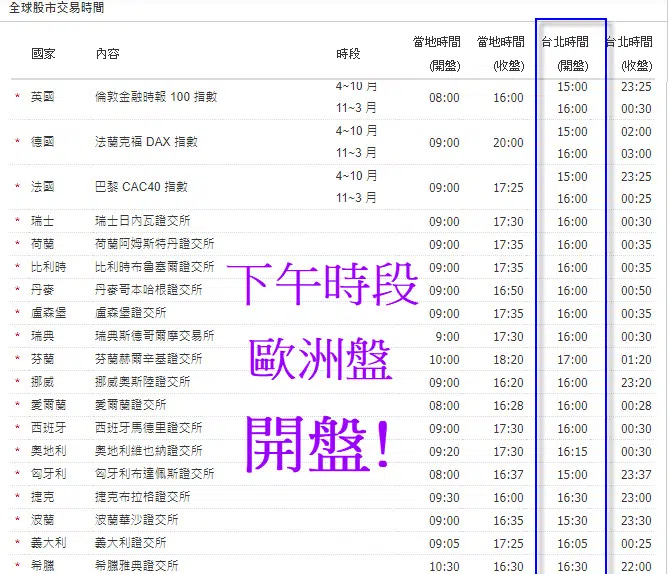 全球股市交易時間
國家 內容 時段 當地時間 (開盤) 當地時間 (收盤) 台北時間 (開盤) 台北時間 (收盤)
* 英國 倫敦金融時報 100 指數 4~10 月 08:00 16:00 15:00 23:25
11~3 月 16:00 00:30
* 德國 法蘭克福 DAX 指數 4~10 月 09:00 20:00 15:00 02:00
11~3 月 16:00 03:00
* 法國 巴黎 CAC40 指數 4~10 月 09:00 17:25 15:00 23:25
11~3 月 16:00 00:25
* 瑞士 瑞士日內瓦證交所 09:00 17:30 16:00 00:30
* 荷蘭 荷蘭阿姆斯特丹證交所 09:00 17:35 16:00 00:35
* 比利時 比利時布魯塞爾證交所 09:00 17:35 16:00 00:35
* 丹麥 丹麥哥本哈根證交所 09:00 16:50 16:00 00:50
* 盧森堡 盧森堡證交所 09:00 17:35 16:00 00:35
* 瑞典 瑞典斯德哥爾摩交易所 9:00 17:30 16:00 00:30
* 芬蘭 芬蘭赫爾辛基證交所 10:00 18:20 17:00 01:20
* 挪威 挪威奧斯陸證交所 09:00 16:20 16:00 23:20
* 愛爾蘭 愛爾蘭證交所 08:00 16:28 16:00 00:28
* 西班牙 西班牙馬德里證交所 09:00 17:30 16:00 00:30
* 奧地利 奧地利維也納證交所 09:20 17:30 16:15 00:30
* 匈牙利 匈牙利布達佩斯證交所 08:00 16:37 15:00 23:37
* 捷克 捷克布拉格證交所 09:30 16:00 16:30 23:00
* 波蘭 波蘭華沙證交所 09:00 16:35 15:30 23:30
* 義大利 義大利證交所 09:05 17:25 16:05 00:25
* 希臘 希臘雅典證交所 10:30 16:30 16:30 22:00
下午時段
歐洲盤
開盤!